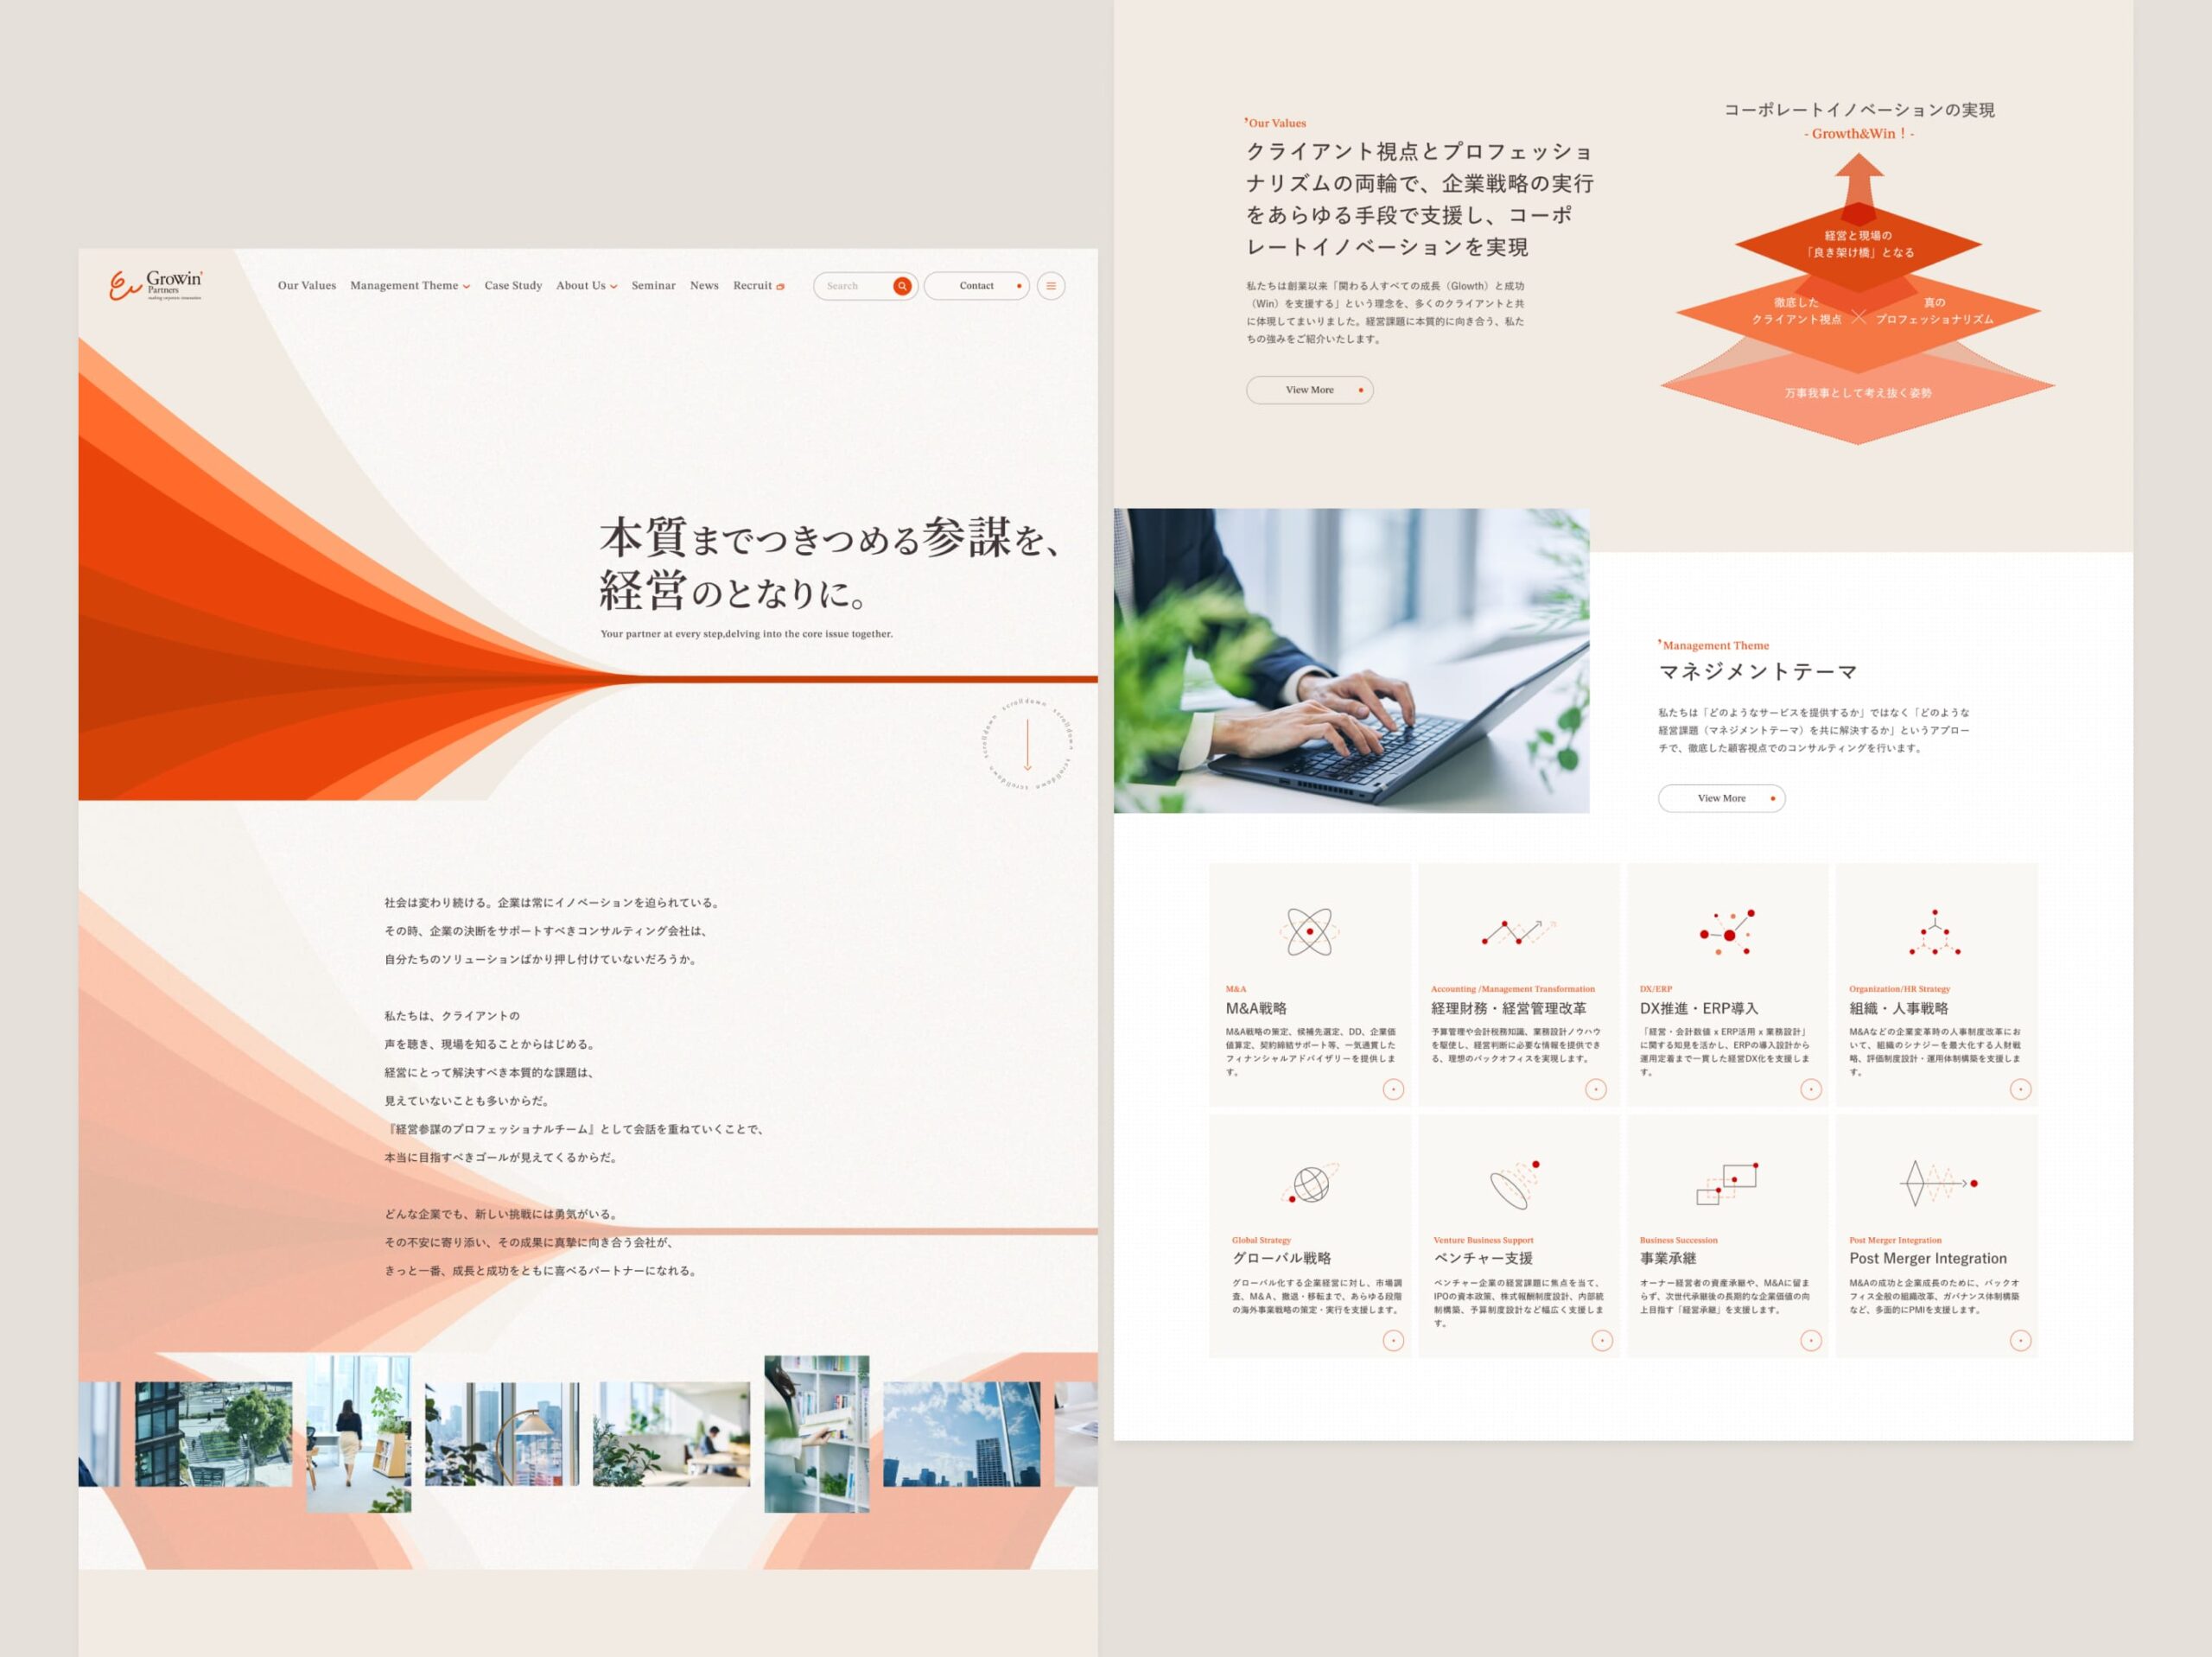 Growin'
Partners
making corporate innovation
Our Values
Management Theme
Case Study
About Us
Seminar
News
Recruit
Search
Contact
本質までつきつめる参謀を、
経営のとなりに。
Your partner at every step,delving into the core issue together.
scrolldown scrolldown scrolldown scrolldown scrolldown
社会は変わり続ける。企業は常にイノベーションを迫られている。
その時、企業の決断をサポートすべきコンサルティング会社は、
自分たちのソリューションばかり押し付けていないだろうか。
私たちは、クライアントの
声を聴き、現場を知ることからはじめる。
経営にとって解決すべき本質的な課題は、
見えていないことも多いからだ。
『経営参謀のプロフェッショナルチーム』として会話を重ねていくことで、
本当に目指すべきゴールが見えてくるからだ。
どんな企業でも、新しい挑戦には勇気がいる。
その不安に寄り添い、その成果に真摯に向き合う会社が、
きっと一番、成長と成功をともに喜べるパートナーになれる。
Our Values
クライアント視点とプロフェッショ
ナリズムの両輪で、企業戦略の実行
をあらゆる手段で支援し、コーポ
レートイノベーションを実現
私たちは創業以来「関わる人すべての成長（Glowth）と成功
（Win）を支援する」という理念を、多くのクライアントと共
に体現してまいりました。経営課題に本質的に向き合う、私た
ちの強みをご紹介いたします。
View More
コーポレートイノベーションの実現
- Growth&Win！-
経営と現場の
「良き架け橋」となる
徹底した
クライアント視点
真の
プロフェッショナリズム
万事我事として考え抜く姿勢
Management Theme
マネジメントテーマ
私たちは「どのようなサービスを提供するか」ではなく「どのような
経営課題（マネジメントテーマ）を共に解決するか」というアプロー
チで、徹底した顧客視点でのコンサルティングを行います。
View More
M&A
M&A戦略
M&A戦略の策定、候補先選定、DD、企業価
値算定、契約締結サポート等、一気通貫した
フィナンシャルアドバイザリーを提供しま
す。
Accounting /Management Transformation
経理財務・経営管理改革
予算管理や会計税務知識、業務設計ノウハウ
を駆使し、経営判断に必要な情報を提供でき
る、理想のバックオフィスを実現します。
DX/ERP
DX推進・ERP導入
「経営・会計数値 x ERP活用 x 業務設計」
に関する知見を活かし、ERPの導入設計から
運用定着まで一貫した経営DX化を支援しま
す。
Organization/HR Strategy
組織・人事戦略
M&Aなどの企業変革時の人事制度改革にお
いて、組織のシナジーを最大化する人財戦
略、評価制度設計・運用体制構築を支援しま
す。
Global Strategy
グローバル戦略
グローバル化する企業経営に対し、市場調
査、M&A、撤退・移転まで、あらゆる段階
の海外事業戦略の策定・実行を支援します。
Venture Business Support
ベンチャー支援
ベンチャー企業の経営課題に焦点を当て、
IPOの資本政策、株式報酬制度設計、内部統
制構築、予算制度設計など幅広く支援しま
す。
Business Succession
事業承継
オーナー経営者の資産承継や、M&Aに留ま
らず、次世代承継後の長期的な企業価値の向
上目指す「経営承継」を支援します。
Post Merger Integration
Post Merger Integration
M&Aの成功と企業成長のために、バックオ
フィス全般の組織改革、ガバナンス体制構築
など、多面的にPMIを支援します。